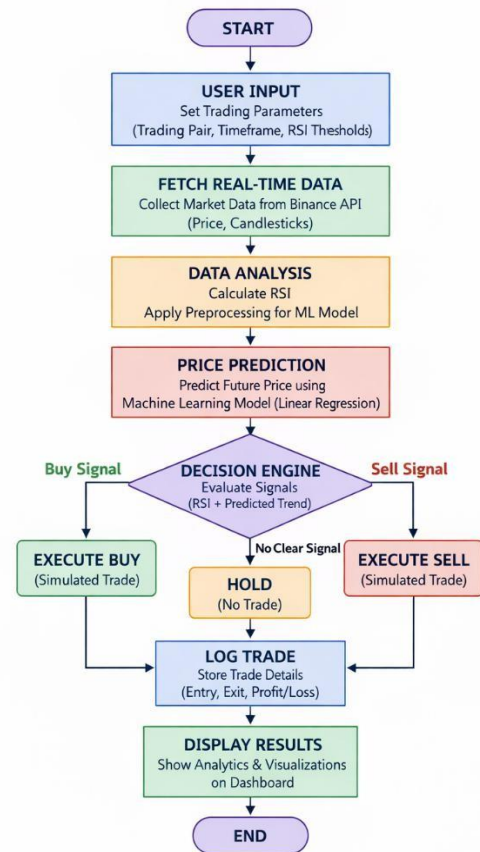 START
USER INPUT
Set Trading Parameters
(Trading Pair, Timeframe, RSI Thresholds)
FETCH REAL-TIME DATA
Collect Market Data from Binance API
(Price, Candlesticks)
DATA ANALYSIS
Calculate RSI
Apply Preprocessing for ML Model
PRICE PREDICTION
Predict Future Price using
Machine Learning Model (Linear Regression)
Buy Signal
DECISION ENGINE
Evaluate Signals
(RSI + Predicted Trend)
Sell Signal
No Clear Signal
EXECUTE BUY
(Simulated Trade)
HOLD
(No Trade)
EXECUTE SELL
(Simulated Trade)
LOG TRADE
Store Trade Details
(Entry, Exit, Profit/Loss)
DISPLAY RESULTS
Show Analytics & Visualizations
on Dashboard
END